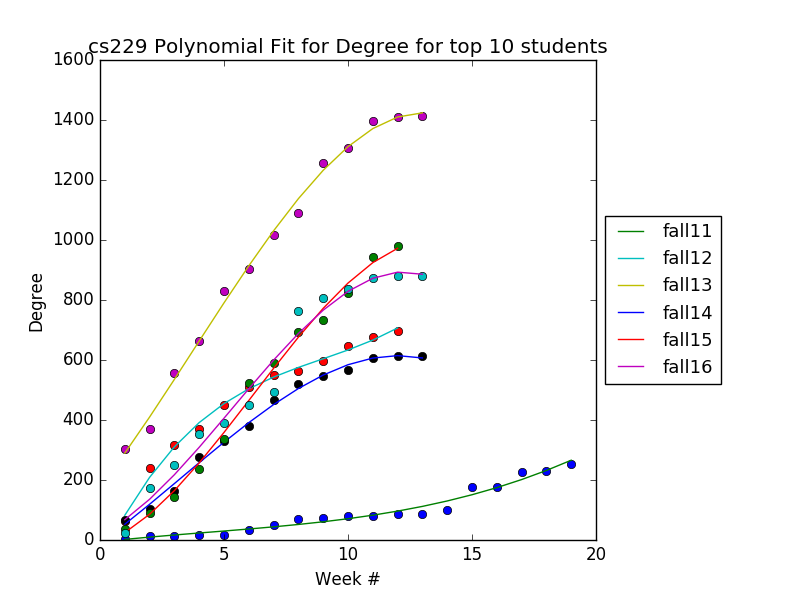 cs229 Polynomial Fit for Degree for top 10 students
1600
1400
1200
1000
800
600
400
200
0
0 5 10 15 20
Degree
Week #
fall11
fall12
fall13
fall14
fall15
fall16